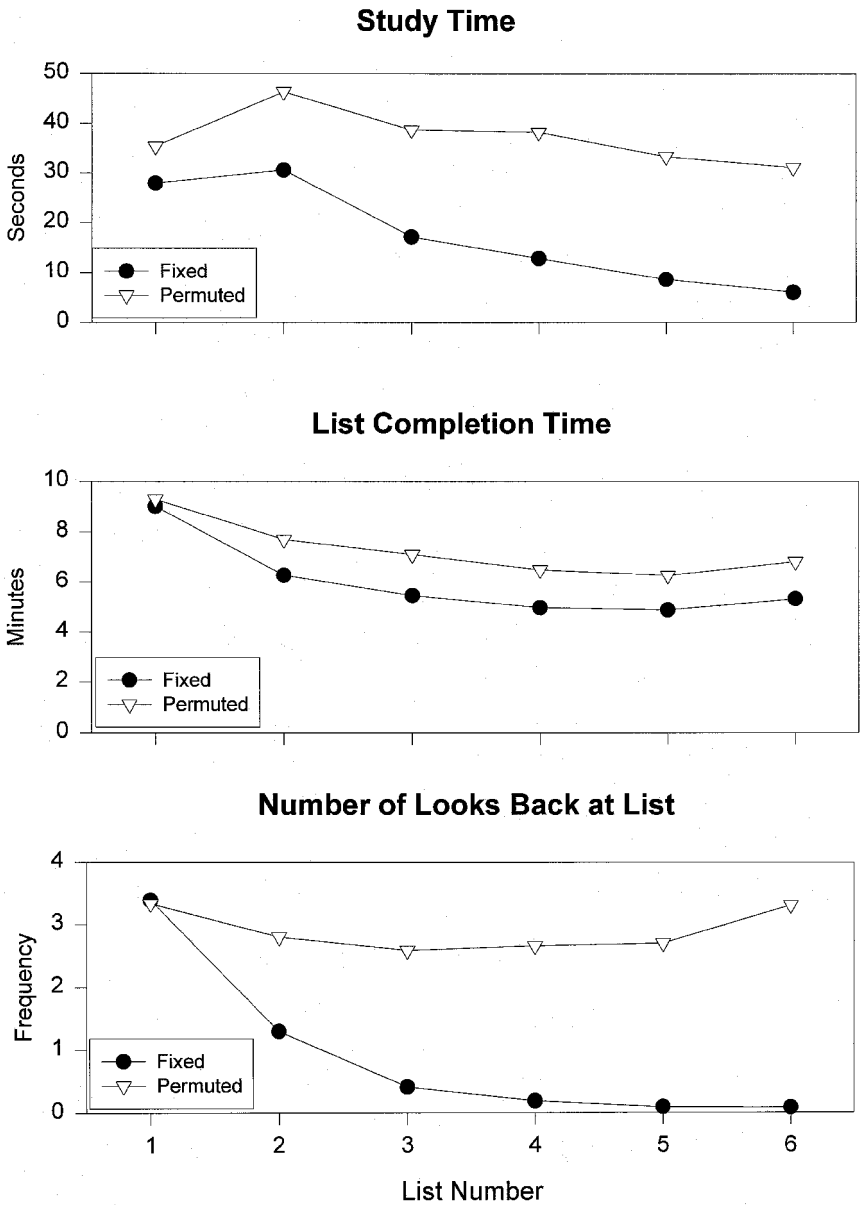 Study Time
50
40
30
20
10
0
Seconds
Fixed
Permuted
List Completion Time
10
8
6
4
2
0
Minutes
Fixed
Permuted
Number of Looks Back at List
4
3
2
1
0
Frequency
Fixed
Permuted
1 2 3 4 5 6
List Number